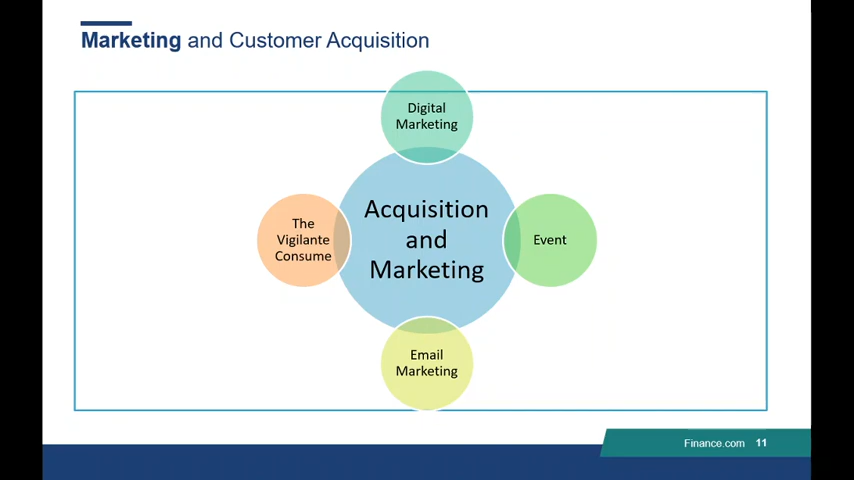 Marketing and Customer Acquisition
Digital
Marketing
Acquisition
and
Marketing
The
Vigilante
Consume
Event
Email
Marketing
Finance.com 11